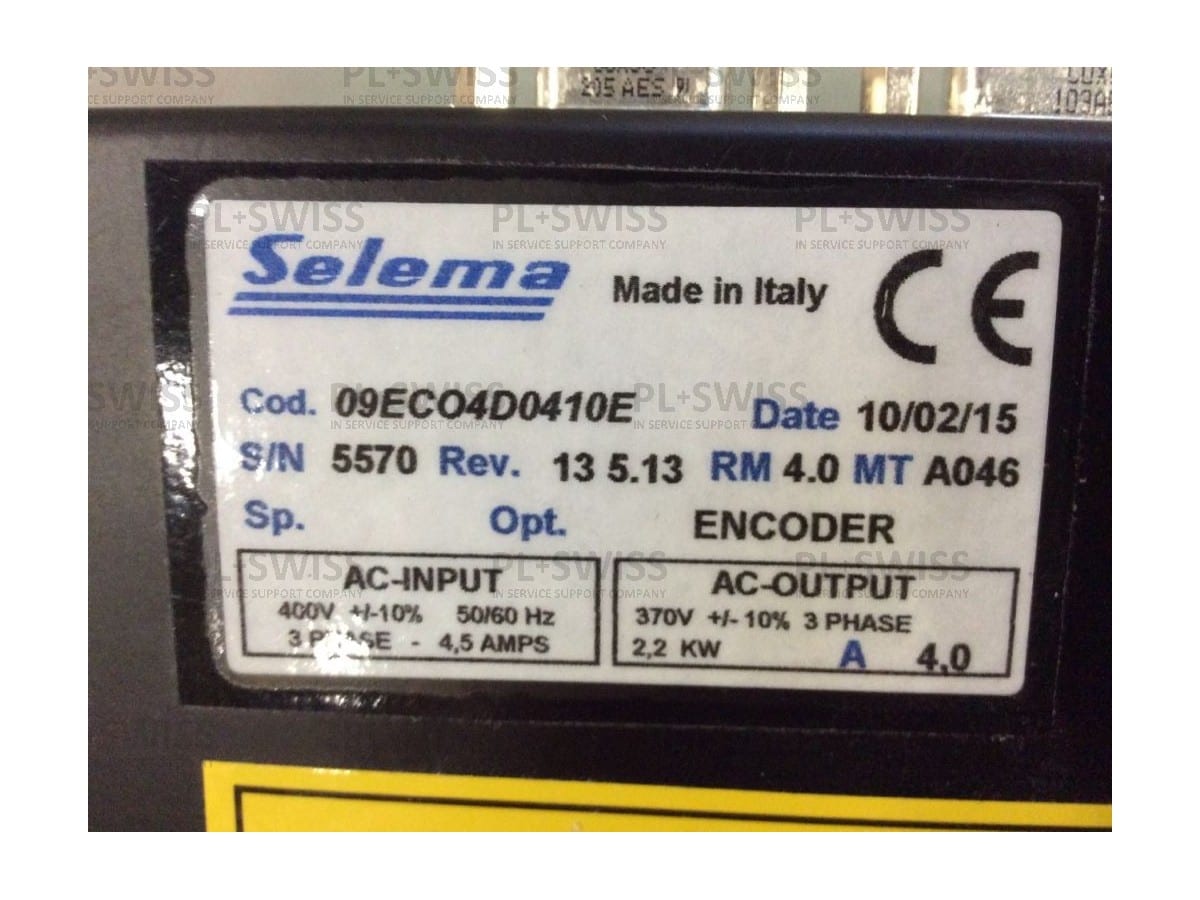 PL+SWISS
IN SERVICE SUPPORT COMPANY
205 AES
Selema
Made in Italy
CE
Cod. 09ECO4D0410E Date 10/02/15
S/N 5570 Rev. 13 5.13 RM 4.0 MT A046
Sp. Opt. ENCODER
AC-INPUT
400V +/-10% 50/60 Hz
3 PHASE - 4,5 AMPS
AC-OUTPUT
370V +/- 10% 3 PHASE
2,2 KW A 4,0